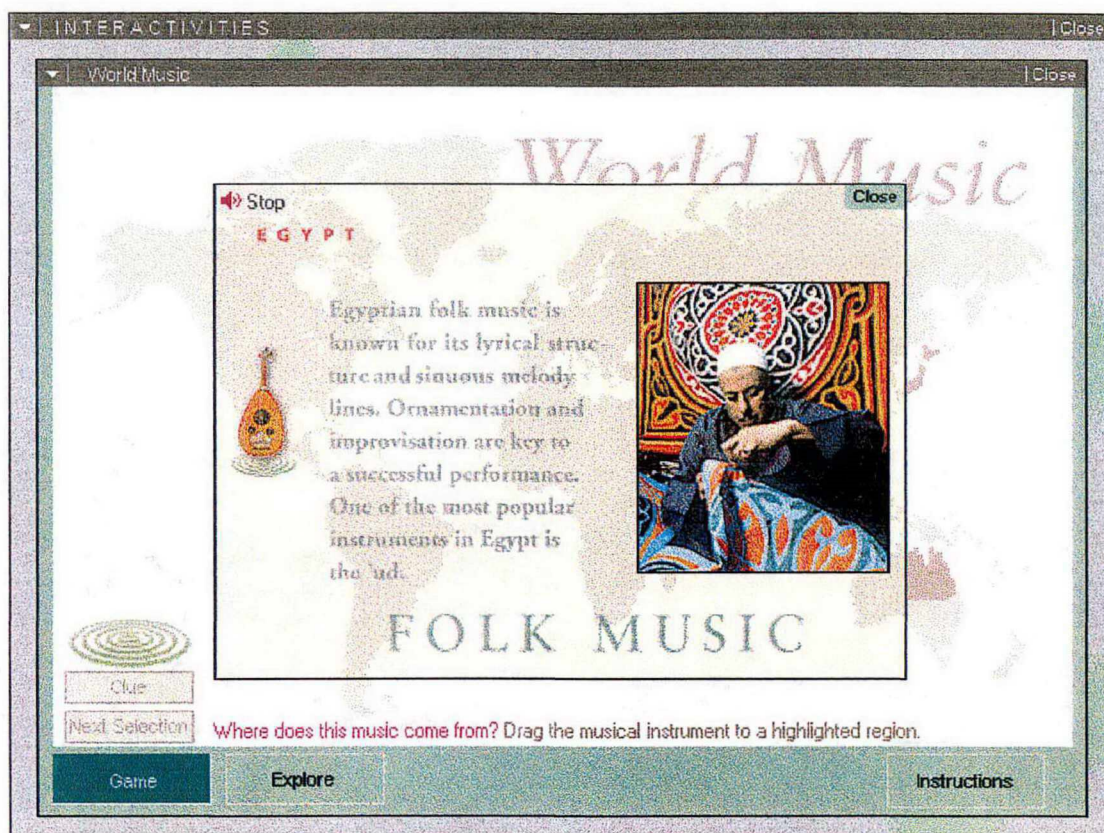 INTERACTIVITIES | Close
World Music | Close
World Music
Stop Close
EGYPT
Egyptian folk music is
known for its lyrical struc-
ture and sinuous melody
lines. Ornamentation and
improvisation are key to
a successful performance.
One of the most popular
instruments in Egypt is
the 'ud.
FOLK MUSIC
Clue
Next Selection
Where does this music come from? Drag the musical instrument to a highlighted region.
Game Explore Instructions